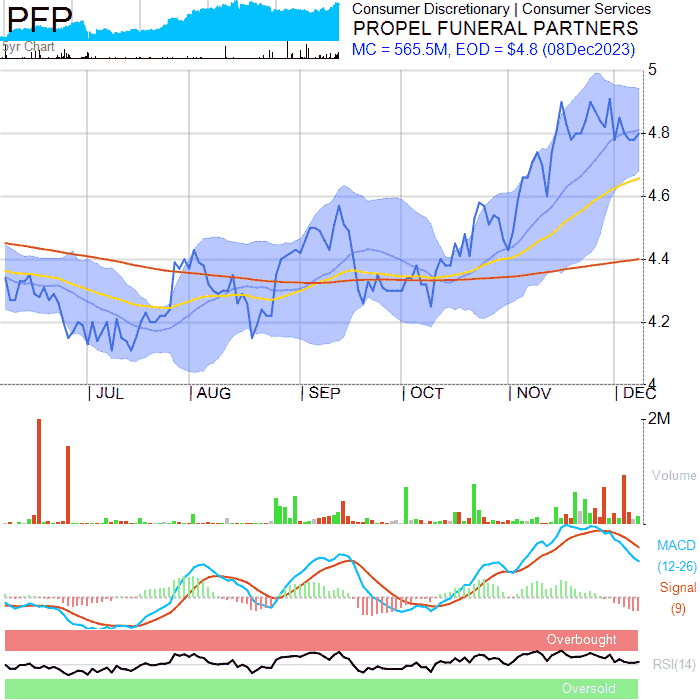 PFP
5yr Chart
Consumer Discretionary | Consumer Services
PROPEL FUNERAL PARTNERS
MC = 565.5M, EOD = $4.8 (08Dec2023)
5
4.8
4.6
4.4
4.2
4
JUL AUG SEP OCT NOV DEC
2M
Volume
MACD
(12-26)
Signal
(9)
Overbought
RSI(14)
Oversold